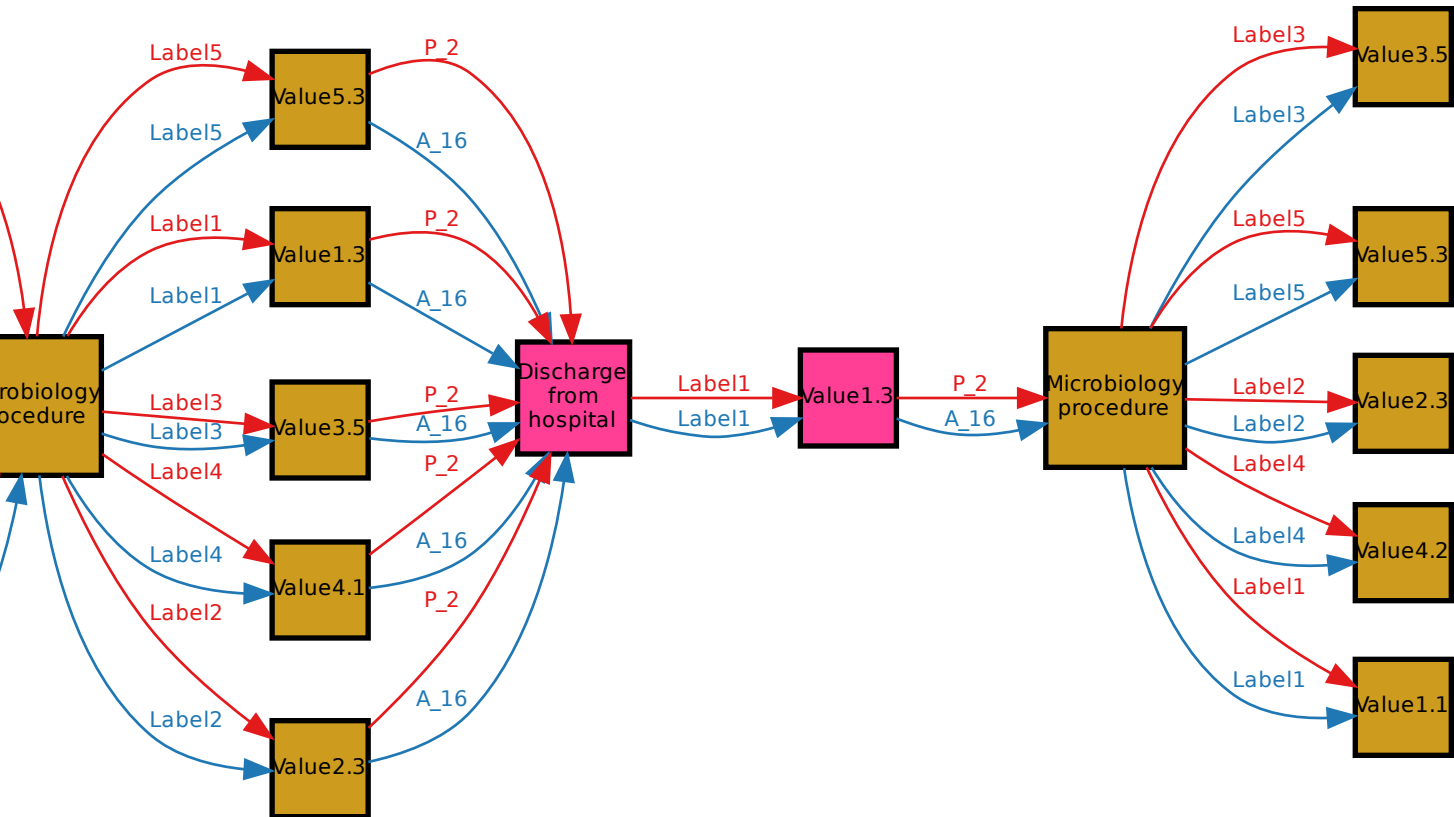 Label5
Label5
Label1
Label1
Label3
Label3
Label4
Label4
Label2
Label2
Value5.3
Value1.3
Value3.5
Value4.1
Value2.3
P_2
A_16
P_2
A_16
P_2
A_16
P_2
A_16
P_2
A_16
Discharge
from
hospital
Label1
Label1
Value1.3
P_2
A_16
Microbiology
procedure
Label3
Label3
Label5
Label5
Label2
Label2
Label4
Label4
Label1
Label1
Value3.5
Value5.3
Value2.3
Value4.2
Value1.1
robiology
ocedure